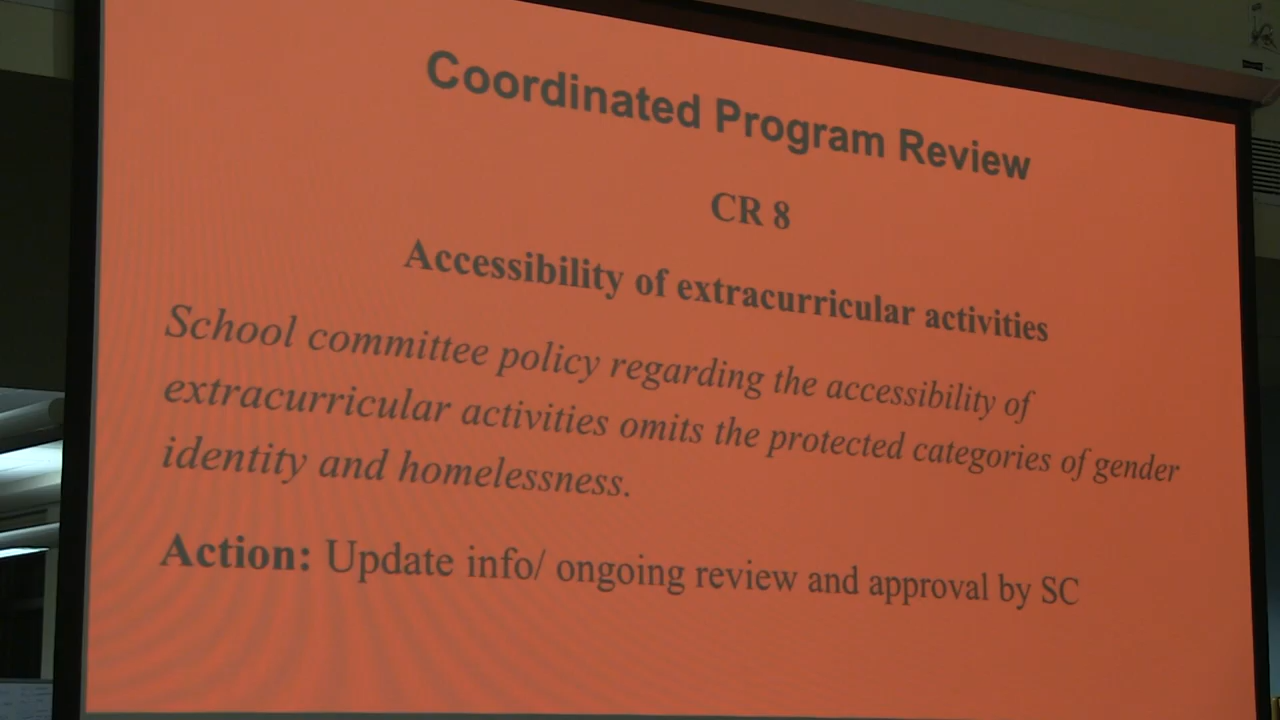 Coordinated Program Review
CR 8
Accessibility of extracurricular activities
School committee policy regarding the accessibility of
extracurricular activities omits the protected categories of gender
identity and homelessness.
Action: Update info/ ongoing review and approval by SC